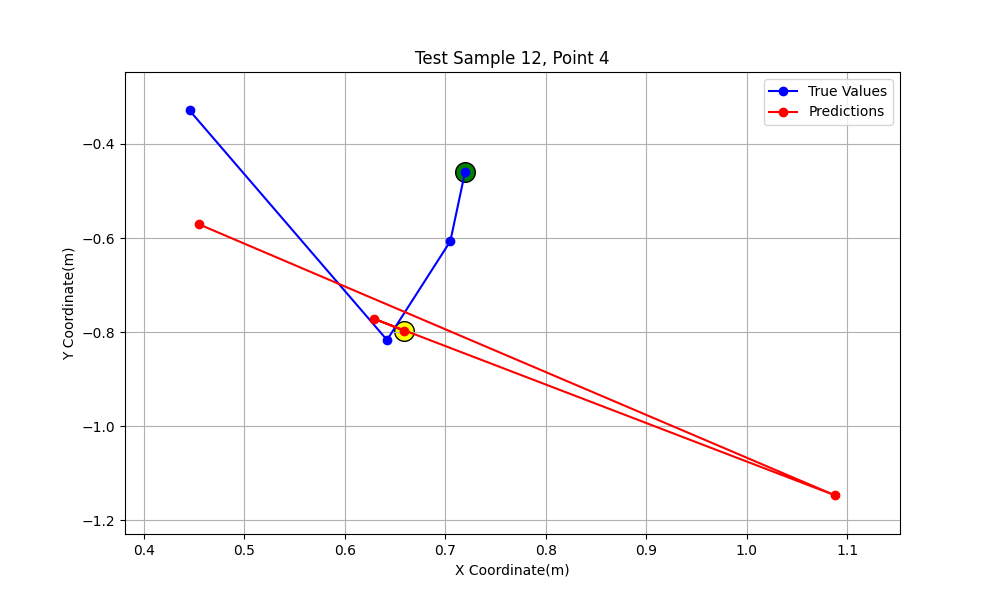 Test Sample 12, Point 4
True Values
Predictions
−0.4
−0.6
−0.8
−1.0
−1.2
Y Coordinate(m)
0.4 0.5 0.6 0.7 0.8 0.9 1.0 1.1
X Coordinate(m)